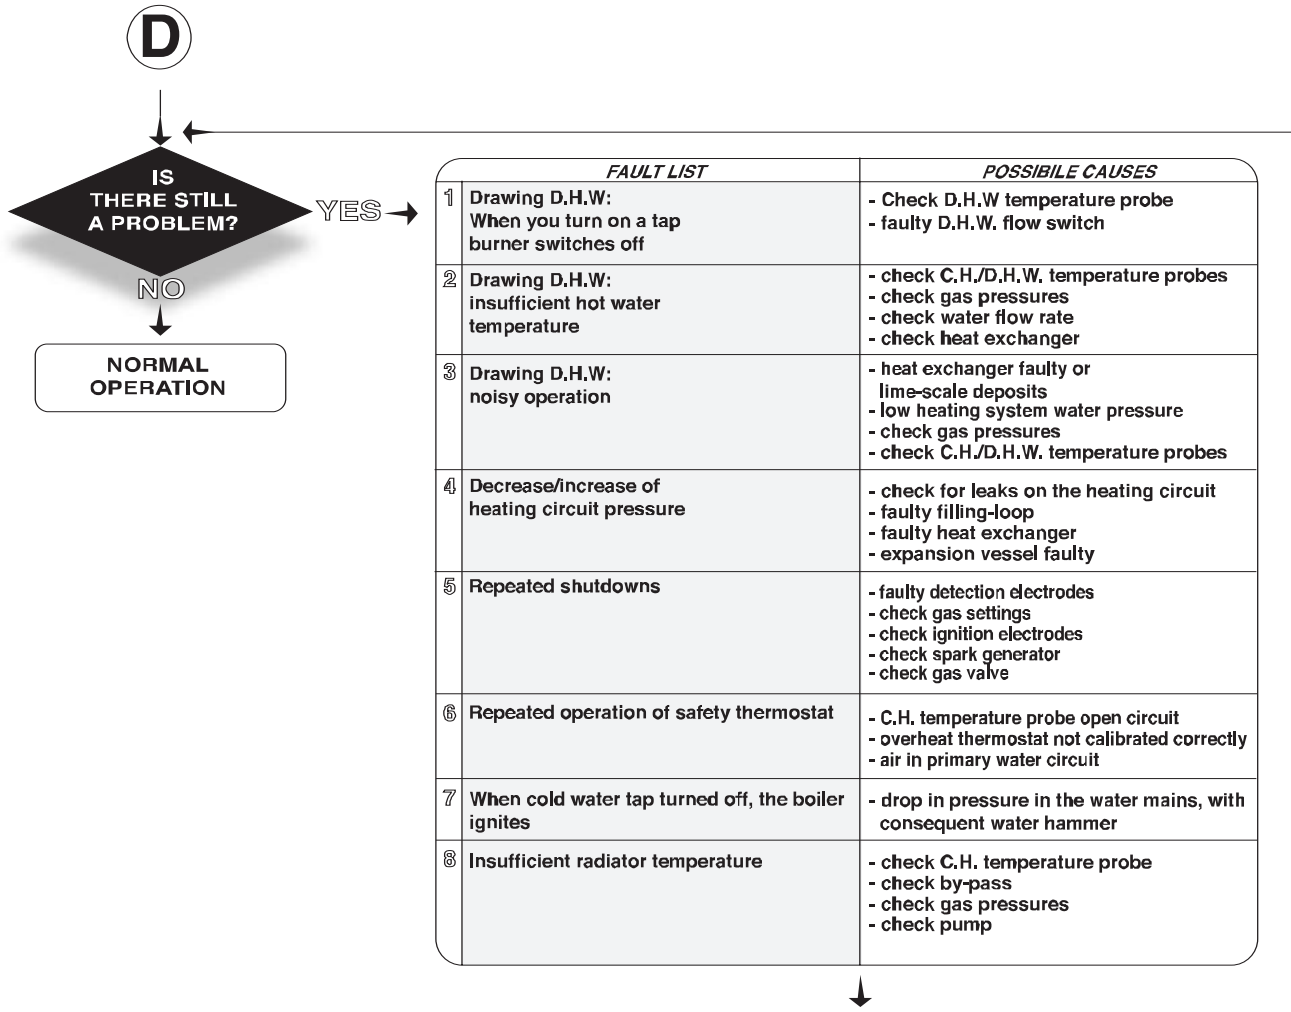 D
IS
THERE STILL
A PROBLEM?
YES
NO
NORMAL
OPERATION
FAULT LIST
POSSIBILE CAUSES
1
Drawing D.H.W:
When you turn on a tap
burner switches off
- Check D.H.W temperature probe
- faulty D.H.W. flow switch
2
Drawing D.H.W:
insufficient hot water
temperature
- check C.H./D.H.W. temperature probes
- check gas pressures
- check water flow rate
- check heat exchanger
3
Drawing D.H.W:
noisy operation
- heat exchanger faulty or
lime-scale deposits
- low heating system water pressure
- check gas pressures
- check C.H./D.H.W. temperature probes
4
Decrease/increase of
heating circuit pressure
- check for leaks on the heating circuit
- faulty filling-loop
- faulty heat exchanger
- expansion vessel faulty
5
Repeated shutdowns
- faulty detection electrodes
- check gas settings
- check ignition electrodes
- check spark generator
- check gas valve
6
Repeated operation of safety thermostat
- C.H. temperature probe open circuit
- overheat thermostat not calibrated correctly
- air in primary water circuit
7
When cold water tap turned off, the boiler
ignites
- drop in pressure in the water mains, with
consequent water hammer
8
Insufficient radiator temperature
- check C.H. temperature probe
- check by-pass
- check gas pressures
- check pump